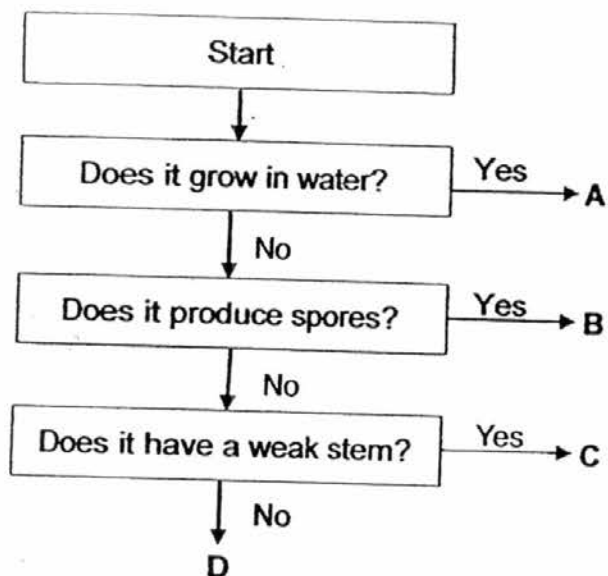 Start
Does it grow in water?
Yes
A
No
Does it produce spores?
Yes
B
No
Does it have a weak stem?
Yes
C
No
D